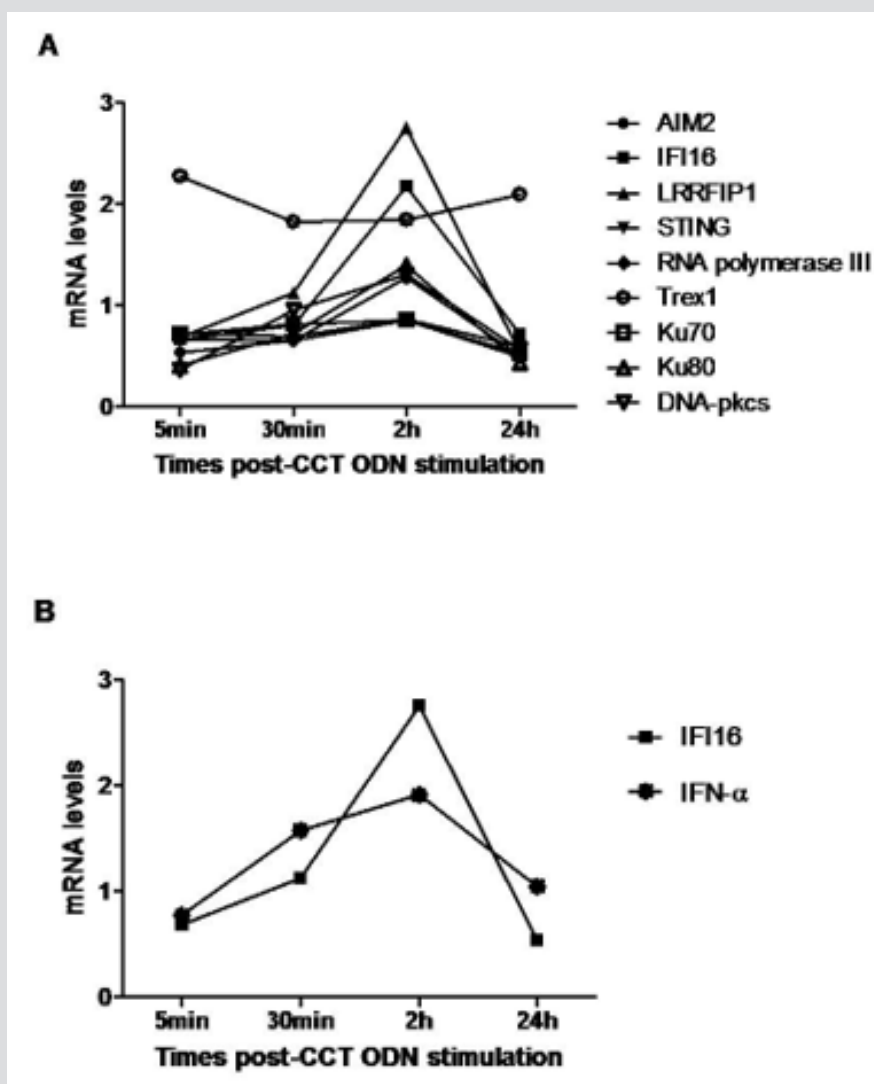 A
3
2
1
0
mRNA levels
5min 30min 2h 24h
Times post-CCT ODN stimulation
AIM2
IFI16
LRRFIP1
STING
RNA polymerase III
Trex1
Ku70
Ku80
DNA-pkcs
B
3
2
1
0
mRNA levels
5min 30min 2h 24h
Times post-CCT ODN stimulation
IFI16
IFN-α